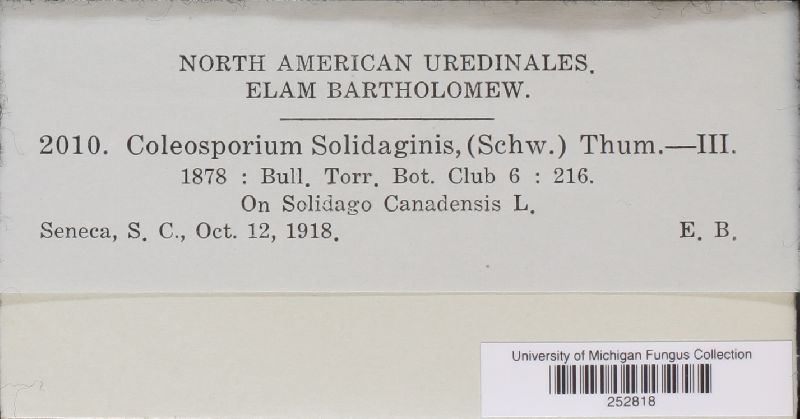 NORTH AMERICAN UREDINALES.
ELAM BARTHOLOMEW.
2010. Coleosporium Solidaginis, (Schw.) Thum.—III.
1878 : Bull. Torr. Bot. Club 6 : 216.
On Solidago Canadensis L.
Seneca, S. C., Oct. 12, 1918. E. B.
University of Michigan Fungus Collection
252818